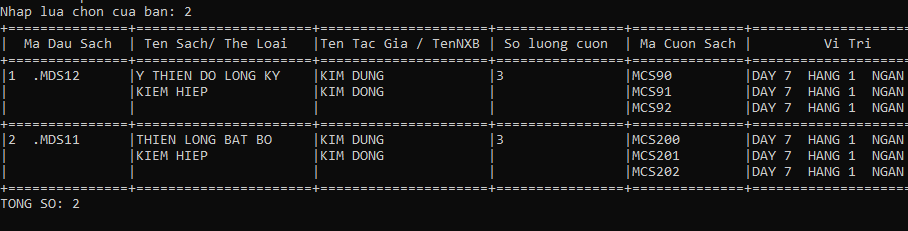 Nhap lua chon cua ban: 2
+===============+======================+=====================+================+==============+===================
|  Ma Dau Sach  | Ten Sach/ The Loai   |Ten Tac Gia / TenNXB | So luong cuon  | Ma Cuon Sach |         Vi Tri
+===============+======================+=====================+================+==============+===================
|1  .MDS12      |Y THIEN DO LONG KY    |KIM DUNG             |3               |MCS90         |DAY 7  HANG 1  NGAN
|               |KIEM HIEP             |KIM DONG             |                |MCS91         |DAY 7  HANG 1  NGAN
|               |                      |                     |                |MCS92         |DAY 7  HANG 1  NGAN
+===============+======================+=====================+================+==============+===================
|2  .MDS11      |THIEN LONG BAT BO     |KIM DUNG             |3               |MCS200        |DAY 7  HANG 1  NGAN
|               |KIEM HIEP             |KIM DONG             |                |MCS201        |DAY 7  HANG 1  NGAN
|               |                      |                     |                |MCS202        |DAY 7  HANG 1  NGAN
+===============+======================+=====================+================+==============+===================
TONG SO: 2